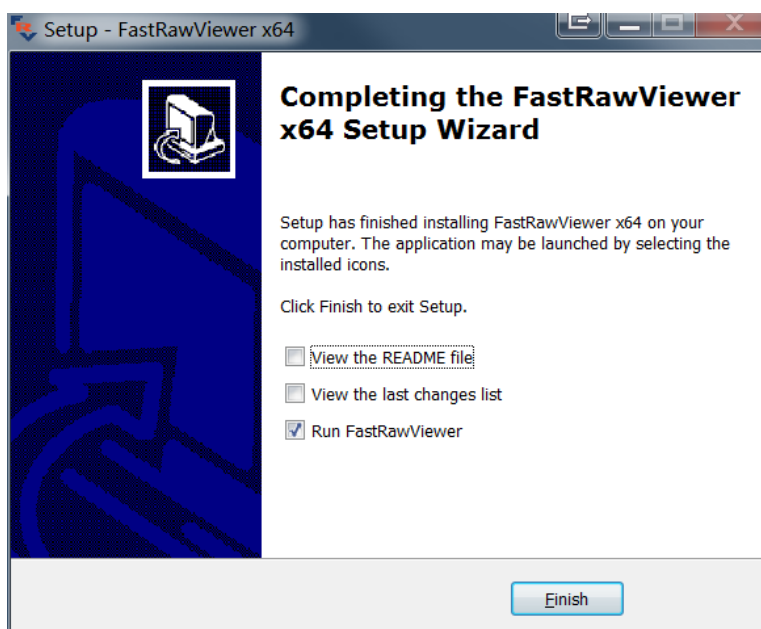 Setup - FastRawViewer x64
Completing the FastRawViewer
x64 Setup Wizard
Setup has finished installing FastRawViewer x64 on your
computer. The application may be launched by selecting the
installed icons.
Click Finish to exit Setup.
View the README file
View the last changes list
Run FastRawViewer
Finish